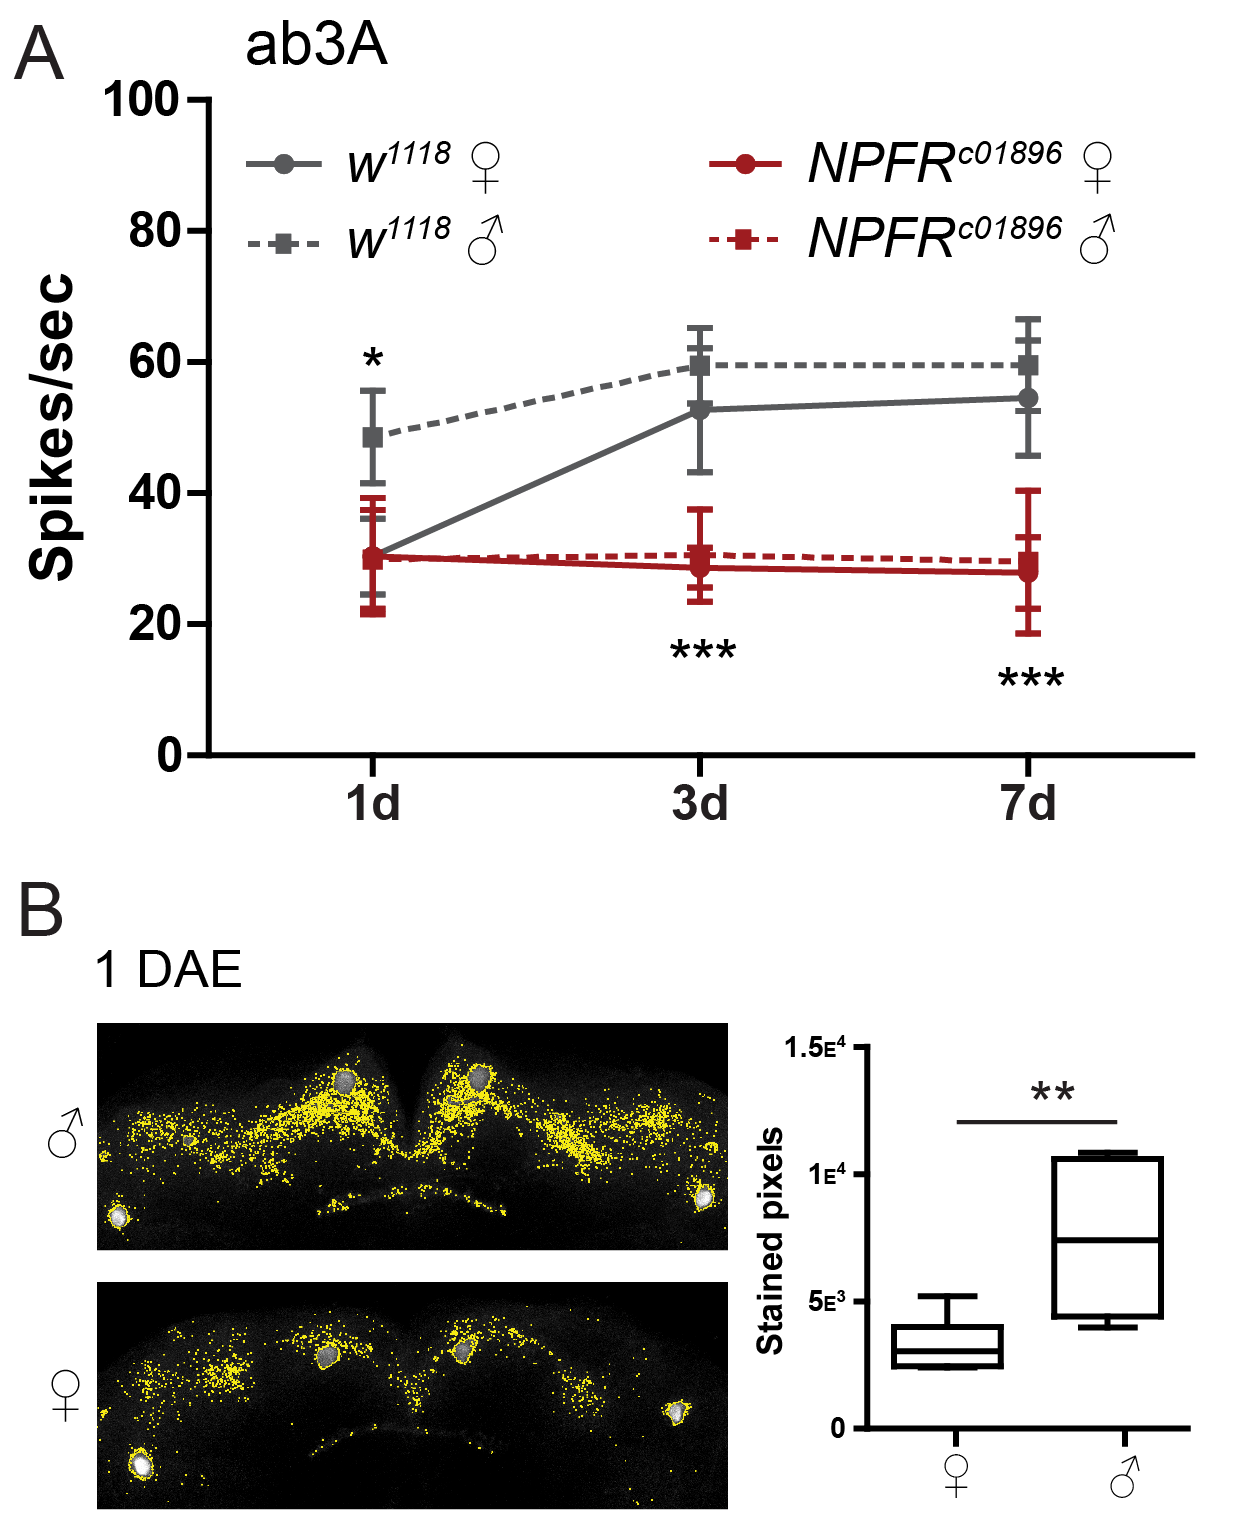 A
ab3A
100
80
60
40
20
0
Spikes/sec
w1118 ♀
w1118 ♂
NPFRc01896 ♀
NPFRc01896 ♂
*
***
***
1d
3d
7d
B
1 DAE
♂
♀
Stained pixels
1.5E4
1E4
5E3
0
**
♀
♂